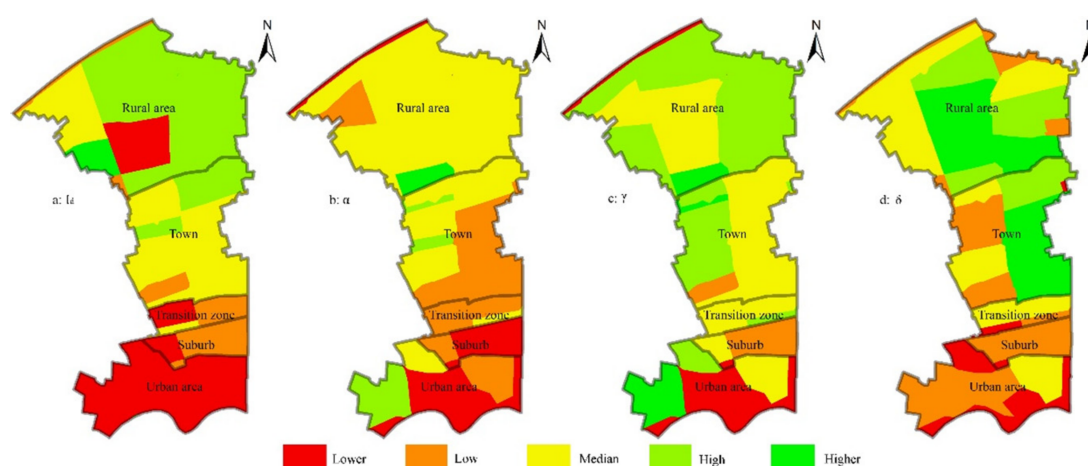 N
Rural area
a: Id
Town
Transition zone
Suburb
Urban area
N
Rural area
b: α
Town
Transition zone
Suburb
Urban area
N
Rural area
c: γ
Town
Transition zone
Suburb
Urban area
N
Rural area
d: δ
Town
Transition zone
Suburb
Urban area
Lower
Low
Median
High
Higher